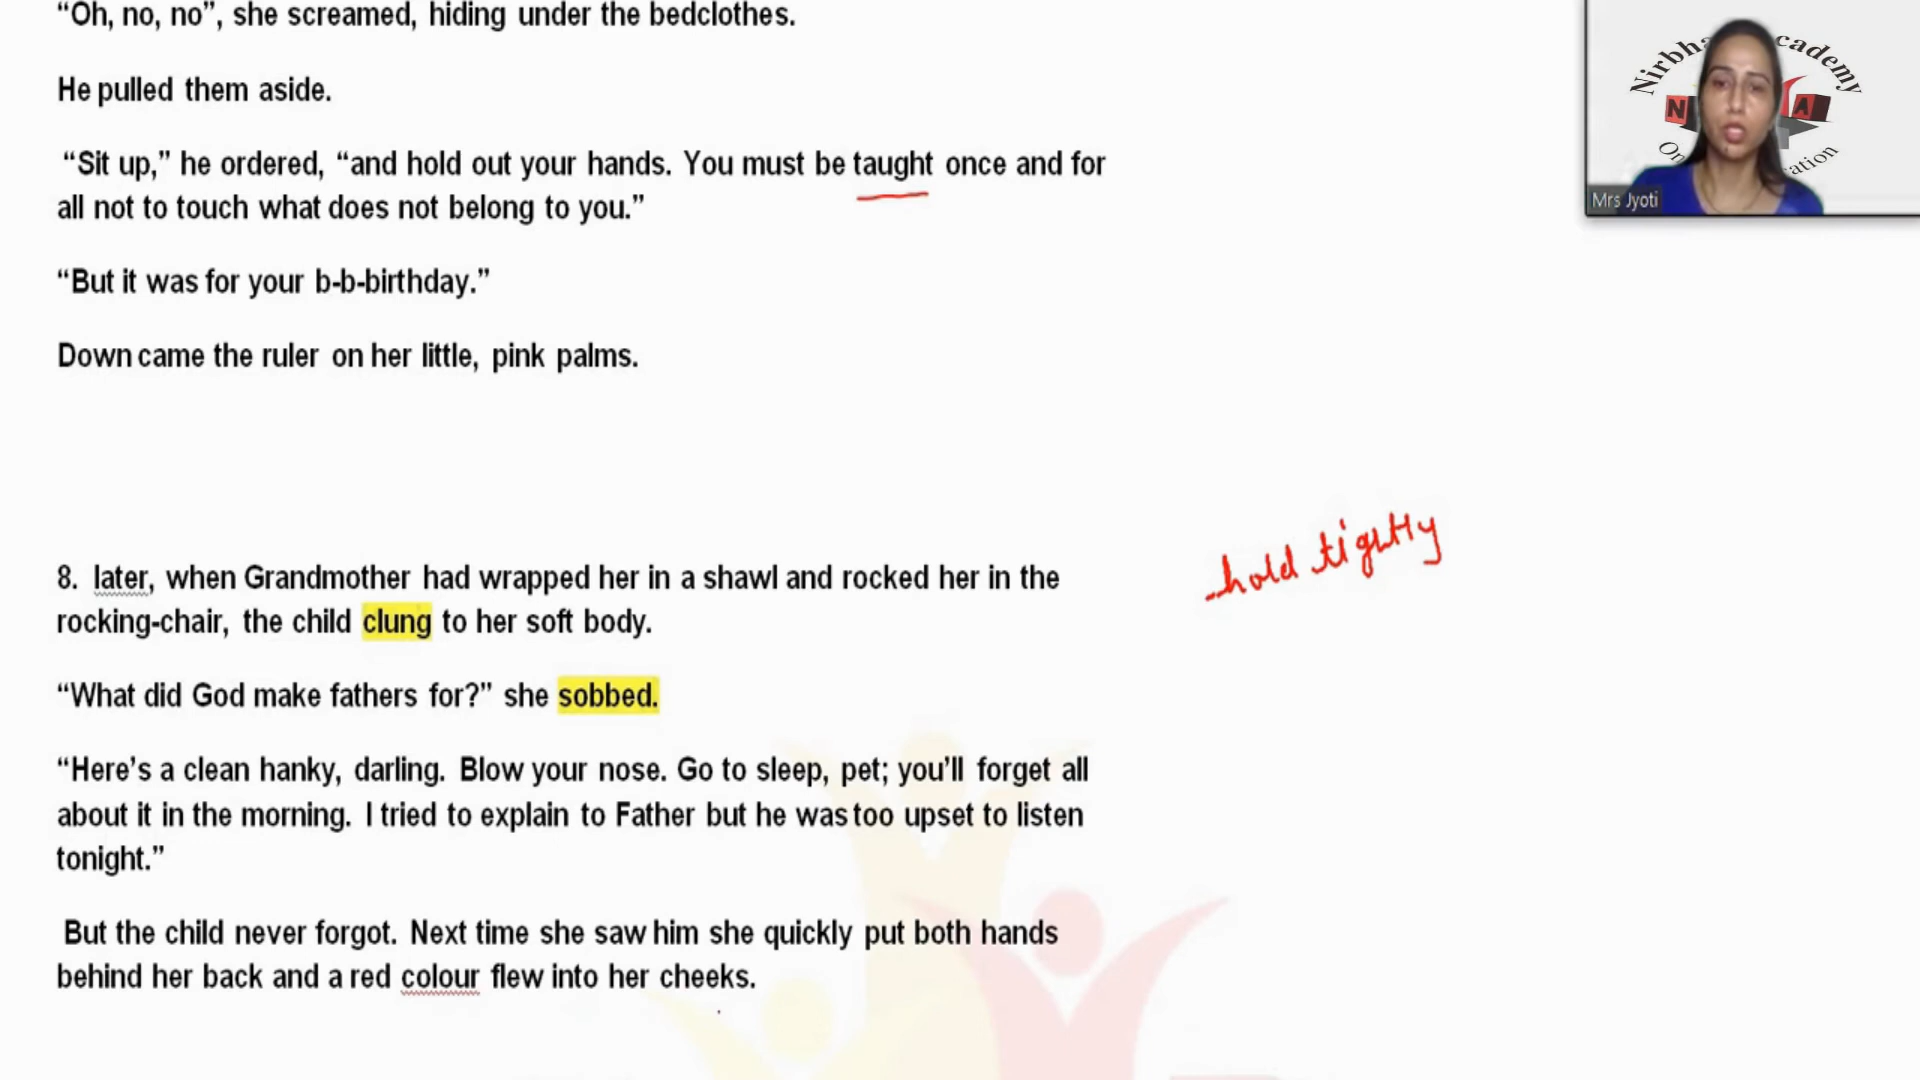 “Oh, no, no”, she screamed, hiding under the bedclothes.
He pulled them aside.
“Sit up,” he ordered, “and hold out your hands. You must be taught once and for
all not to touch what does not belong to you.”
“But it was for your b-b-birthday.”
Down came the ruler on her little, pink palms.
8. later, when Grandmother had wrapped her in a shawl and rocked her in the
rocking-chair, the child clung to her soft body.
“What did God make fathers for?” she sobbed.
“Here’s a clean hanky, darling. Blow your nose. Go to sleep, pet; you’ll forget all
about it in the morning. I tried to explain to Father but he was too upset to listen
tonight.”
But the child never forgot. Next time she saw him she quickly put both hands
behind her back and a red colour flew into her cheeks.
hold tightly
N A
Mrs Jyoti